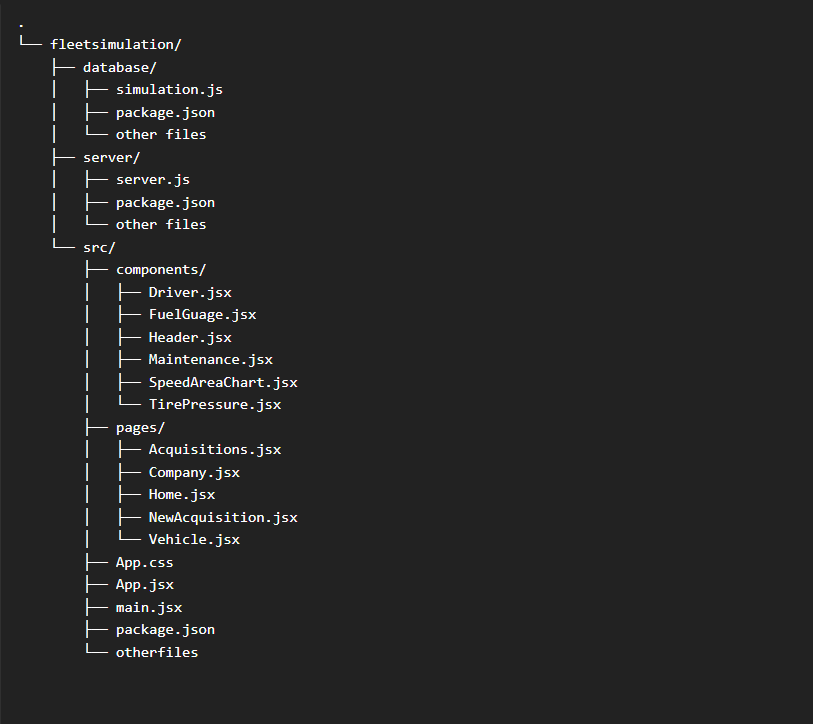 .
└── fleetsimulation/
    ├── database/
    │   ├── simulation.js
    │   ├── package.json
    │   └── other files
    ├── server/
    │   ├── server.js
    │   ├── package.json
    │   └── other files
    └── src/
        ├── components/
        │   ├── Driver.jsx
        │   ├── FuelGuage.jsx
        │   ├── Header.jsx
        │   ├── Maintenance.jsx
        │   ├── SpeedAreaChart.jsx
        │   └── TirePressure.jsx
        ├── pages/
        │   ├── Acquisitions.jsx
        │   ├── Company.jsx
        │   ├── Home.jsx
        │   ├── NewAcquisition.jsx
        │   └── Vehicle.jsx
        ├── App.css
        ├── App.jsx
        ├── main.jsx
        ├── package.json
        └── otherfiles